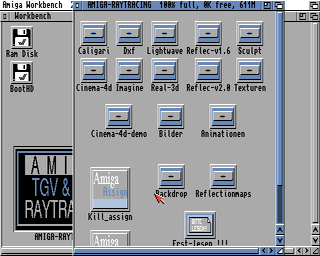 Amiga Workbench
Workbench
AMIGA-RAYTRACING 100% full, 0K free, 611M
Ram Disk
BootHD
Caligari Dxf Lightwave Reflec-v1.6 Sculpt
Cinema-4d Imagine Real-3d Reflec-v2.0 Texturen
Cinema-4d-demo Bilder Animationen
Amiga
Assign
Kill_assign
Backdrop Reflectionmaps
AMI
TGV &
RAYTRA
AMIGA-RAY
Erst-lesen !!!
Amiga